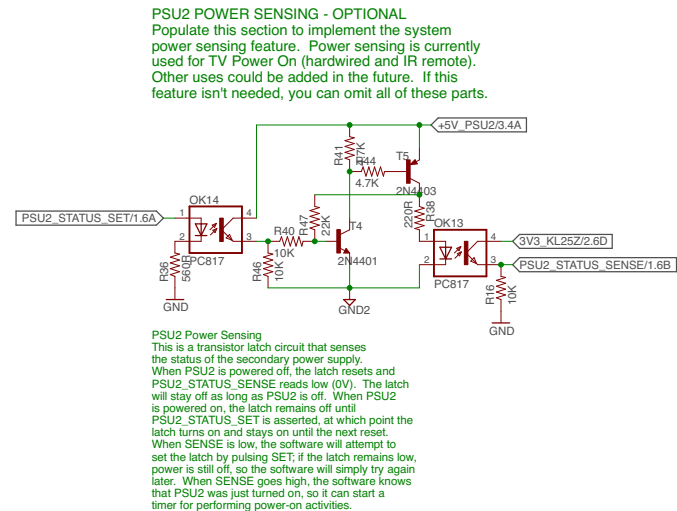 PSU2 POWER SENSING - OPTIONAL
Populate this section to implement the system
power sensing feature.  Power sensing is currently
used for TV Power On (hardwired and IR remote).
Other uses could be added in the future.  If this
feature isn't needed, you can omit all of these parts.
+5V_PSU2/3.4A
R41
R44
4.7K
T5
2N4403
OK14
PSU2_STATUS_SET/1.6A
1
2
4
3
PC817
R36
560R
GND
R46
10K
R40
10K
R47
22K
T4
2N4401
GND2
220R
R38
OK13
1
2
4
3
PC817
3V3_KL25Z/2.6D
PSU2_STATUS_SENSE/1.6B
R16
10K
GND
PSU2 Power Sensing
This is a transistor latch circuit that senses
the status of the secondary power supply.
When PSU2 is powered off, the latch resets and
PSU2_STATUS_SENSE reads low (0V).  The latch
will stay off as long as PSU2 is off.  When PSU2
is powered on, the latch remains off until
PSU2_STATUS_SET is asserted, at which point the
latch turns on and stays on until the next reset.
When SENSE is low, the software will attempt to
set the latch by pulsing SET; if the latch remains low,
power is still off, so the software will simply try again
later.  When SENSE goes high, the software knows
that PSU2 was just turned on, so it can start a
timer for performing power-on activities.